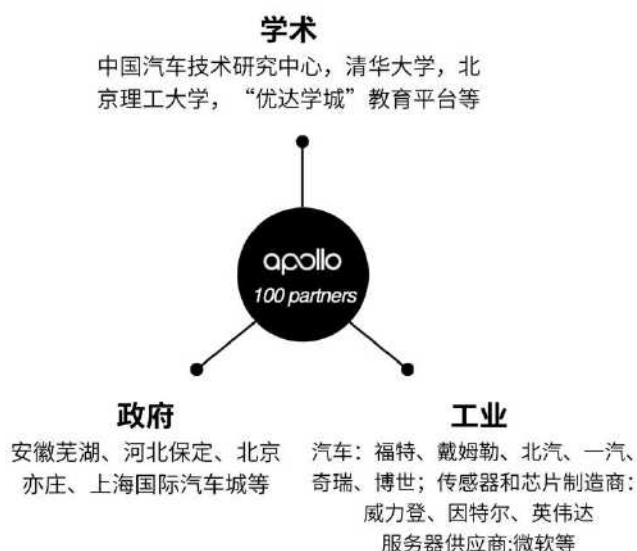 学术
中国汽车技术研究中心，清华大学，北
京理工大学，“优达学城”教育平台等
apollo
100 partners
政府
安徽芜湖、河北保定、北京
亦庄、上海国际汽车城等
工业
汽车：福特、戴姆勒、北汽、一汽、
奇瑞、博世；传感器和芯片制造商：
威力登、因特尔、英伟达
服务器供应商:微软等